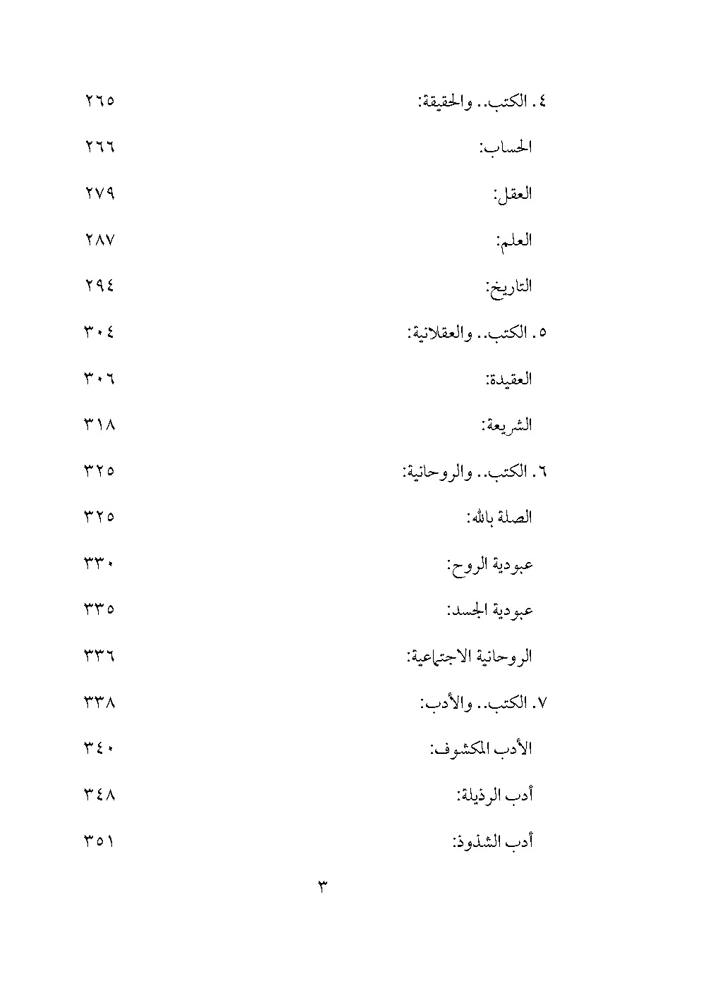 ٤. الكتب.. والحقيقة: ٢٦٥
الحساب: ٢٦٦
العقل: ٢٧٩
العلم: ٢٨٧
التاريخ: ٢٩٤
٥. الكتب.. والعقلانية: ٣٠٤
العقيدة: ٣٠٦
الشريعة: ٣١٨
٦. الكتب.. والروحانية: ٣٢٥
الصلة بالله: ٣٢٥
عبودية الروح: ٣٣٠
عبودية الجسد: ٣٣٥
الروحانية الاجتماعية: ٣٣٦
٧. الكتب.. والأدب: ٣٣٨
الأدب المكشوف: ٣٤٠
أدب الرذيلة: ٣٤٨
أدب الشذوذ: ٣٥١
٣